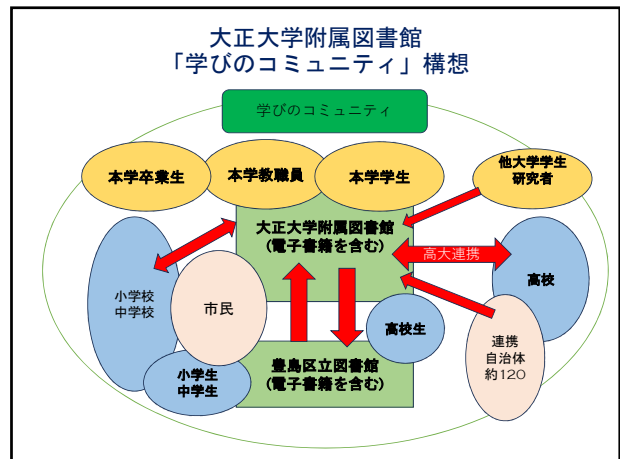 大正大学附属図書館
「学びのコミュニティ」構想
学びのコミュニティ
本学卒業生
本学教職員
本学学生
他大学学生
研究者
大正大学附属図書館
(電子書籍を含む)
高大連携
高校
小学校
中学校
市民
高校生
連携
自治体
約120
小学生
中学生
豊島区立図書館
(電子書籍を含む)